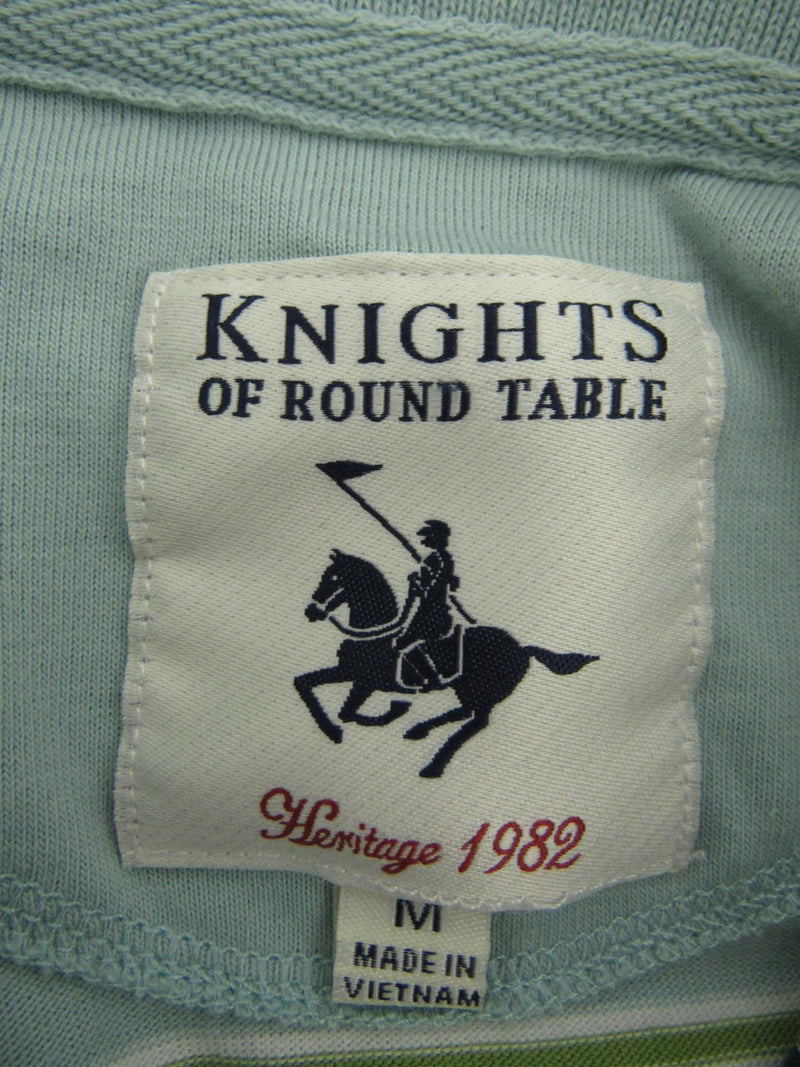 KNIGHTS
OF ROUND TABLE
Heritage 1982
M
MADE IN
VIETNAM